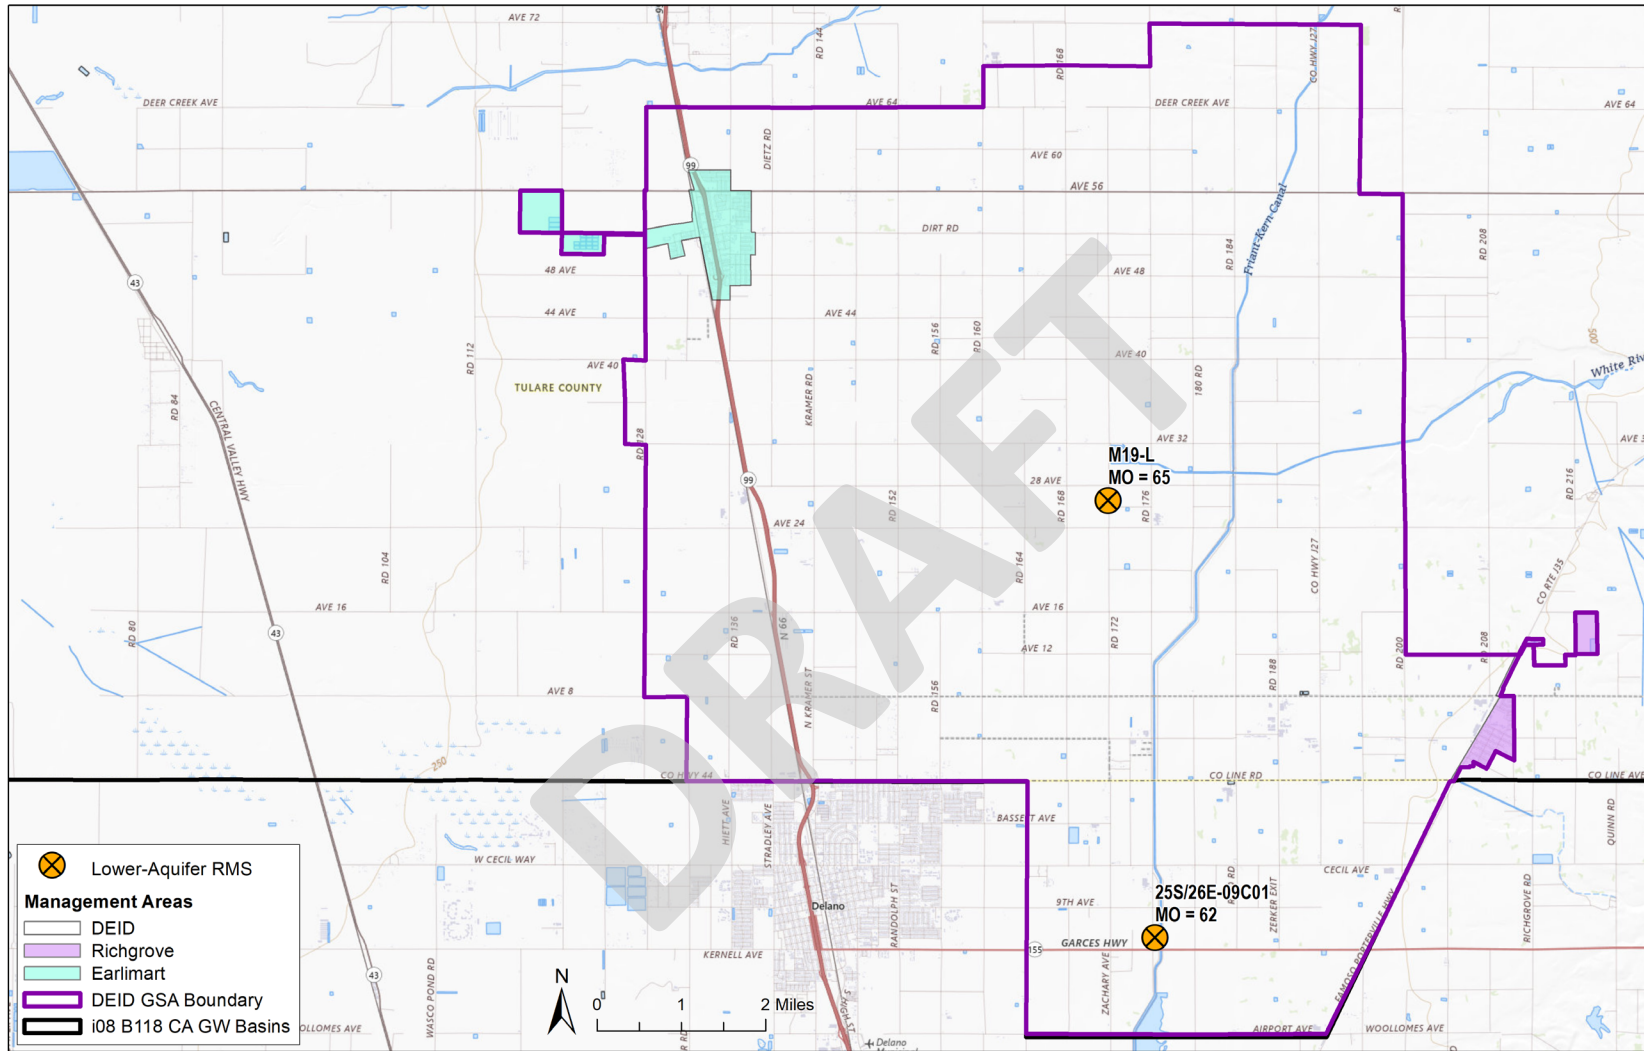 AVE 72
RD 144
RD 168
CO HWY J27
DEER CREEK AVE
AVE 64
DEER CREEK AVE
AVE 64
99
DIETZ RD
AVE 60
AVE 56
DIRT RD
RD 184
Friant-Kern Canal
RD 208
43
48 AVE
AVE 48
44 AVE
AVE 44
500
RD 112
RD 156
RD 160
AVE 40
AVE 40
White Riv
TULARE COUNTY
KRAMER RD
180 RD
RD 84
CENTRAL VALLEY HWY
RD 128
AVE 32
AVE 3
M19-L
MO = 65
99
28 AVE
RD 152
RD 168
RD 176
RD 216
AVE 24
RD 104
RD 164
CO HWY J27
CO RTE J35
AVE 16
AVE 16
RD 80
43
RD 136
N 66
RD 172
AVE 12
RD 200
RD 208
RD 188
AVE 8
N KRAMER ST
RD 156
DRAFT
250
CO HWY 44
CO LINE RD
CO LINE AVE
HIETT AVE
STRADLEY AVE
BASSETT AVE
QUINN RD
W CECIL WAY
CECIL AVE
Delano
RANDOLPH ST
9TH AVE
25S/26E-09C01
MO = 62
RD
ZERKER EXIT
RICHGROVE RD
KERNELL AVE
155
GARCES HWY
FAMOSO PORTERVILLE HWY
43
WASCO POND RD
ZACHARY AVE
HIGH ST
OLLOMES AVE
R RD
AIRPORT AVE
WOOLLOMES AVE
Delano
Lower-Aquifer RMS
Management Areas
DEID
Richgrove
Earlimart
DEID GSA Boundary
i08 B118 CA GW Basins
N
0 1 2 Miles